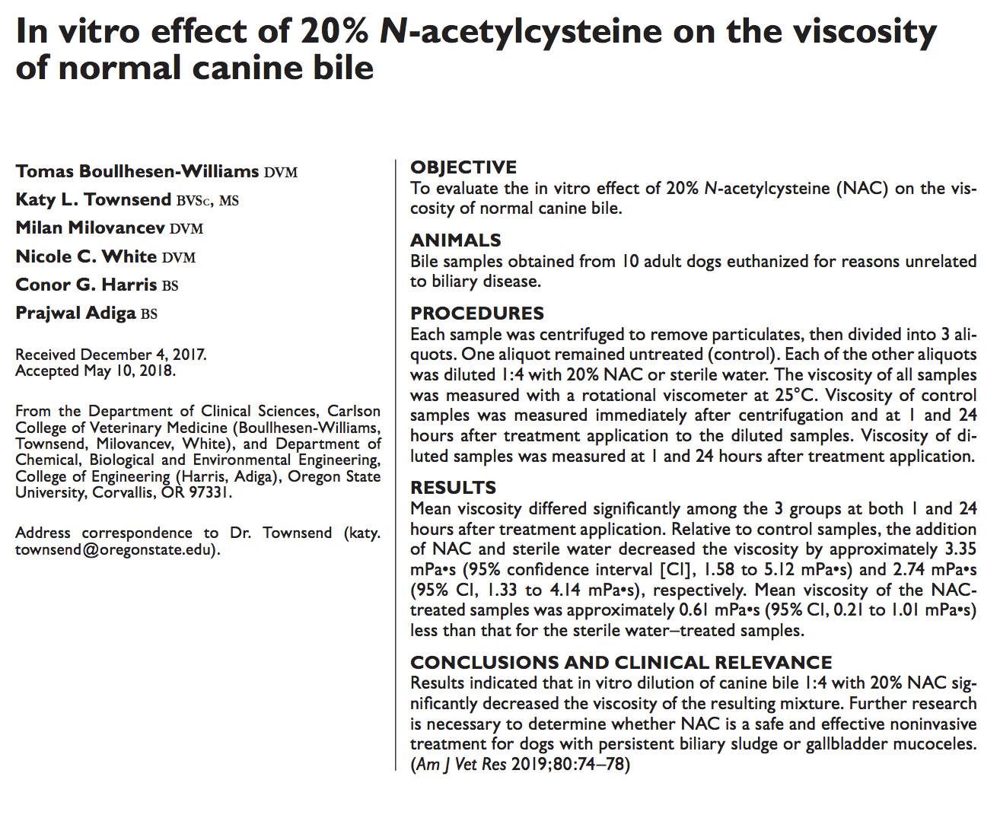 In vitro effect of 20% N-acetylcysteine on the viscosity
of normal canine bile
Tomas Boullhesen-Williams DVM
Katy L. Townsend BVSc, MS
Milan Milovancev DVM
Nicole C. White DVM
Conor G. Harris BS
Prajwal Adiga BS
Received December 4, 2017.
Accepted May 10, 2018.
From the Department of Clinical Sciences, Carlson
College of Veterinary Medicine (Boullhesen-Williams,
Townsend, Milovancev, White), and Department of
Chemical, Biological and Environmental Engineering,
College of Engineering (Harris, Adiga), Oregon State
University, Corvallis, OR 97331.
Address correspondence to Dr. Townsend (katy.
townsend@oregonstate.edu).
OBJECTIVE
To evaluate the in vitro effect of 20% N-acetylcysteine (NAC) on the vis-
cosity of normal canine bile.
ANIMALS
Bile samples obtained from 10 adult dogs euthanized for reasons unrelated
to biliary disease.
PROCEDURES
Each sample was centrifuged to remove particulates, then divided into 3 ali-
quots. One aliquot remained untreated (control). Each of the other aliquots
was diluted 1:4 with 20% NAC or sterile water. The viscosity of all samples
was measured with a rotational viscometer at 25°C. Viscosity of control
samples was measured immediately after centrifugation and at 1 and 24
hours after treatment application to the diluted samples. Viscosity of di-
luted samples was measured at 1 and 24 hours after treatment application.
RESULTS
Mean viscosity differed significantly among the 3 groups at both 1 and 24
hours after treatment application. Relative to control samples, the addition
of NAC and sterile water decreased the viscosity by approximately 3.35
mPa•s (95% confidence interval [CI], 1.58 to 5.12 mPa•s) and 2.74 mPa•s
(95% CI, 1.33 to 4.14 mPa•s), respectively. Mean viscosity of the NAC-
treated samples was approximately 0.61 mPa•s (95% CI, 0.21 to 1.01 mPa•s)
less than that for the sterile water–treated samples.
CONCLUSIONS AND CLINICAL RELEVANCE
Results indicated that in vitro dilution of canine bile 1:4 with 20% NAC sig-
nificantly decreased the viscosity of the resulting mixture. Further research
is necessary to determine whether NAC is a safe and effective noninvasive
treatment for dogs with persistent biliary sludge or gallbladder mucoceles.
(Am J Vet Res 2019;80:74–78)